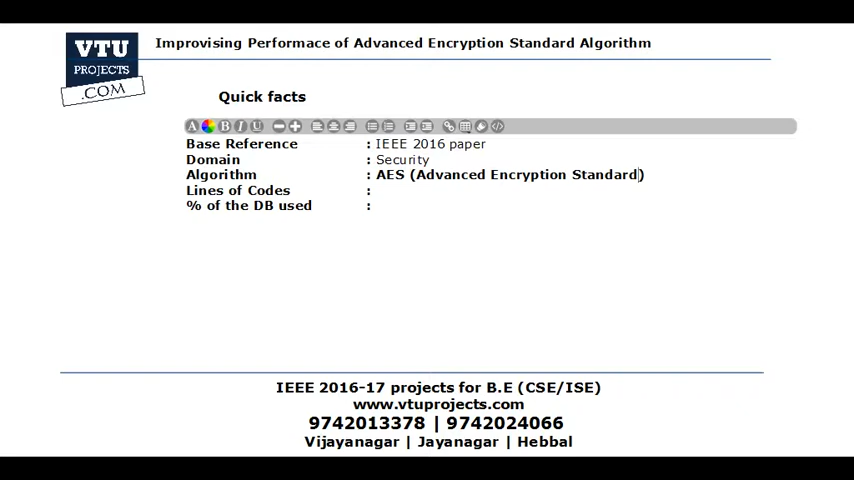 VTU
PROJECTS
.COM
Improvising Performace of Advanced Encryption Standard Algorithm
Quick facts
Base Reference : IEEE 2016 paper
Domain : Security
Algorithm : AES (Advanced Encryption Standard)
Lines of Codes :
% of the DB used :
IEEE 2016-17 projects for B.E (CSE/ISE)
www.vtuprojects.com
9742013378 | 9742024066
Vijayanagar | Jayanagar | Hebbal